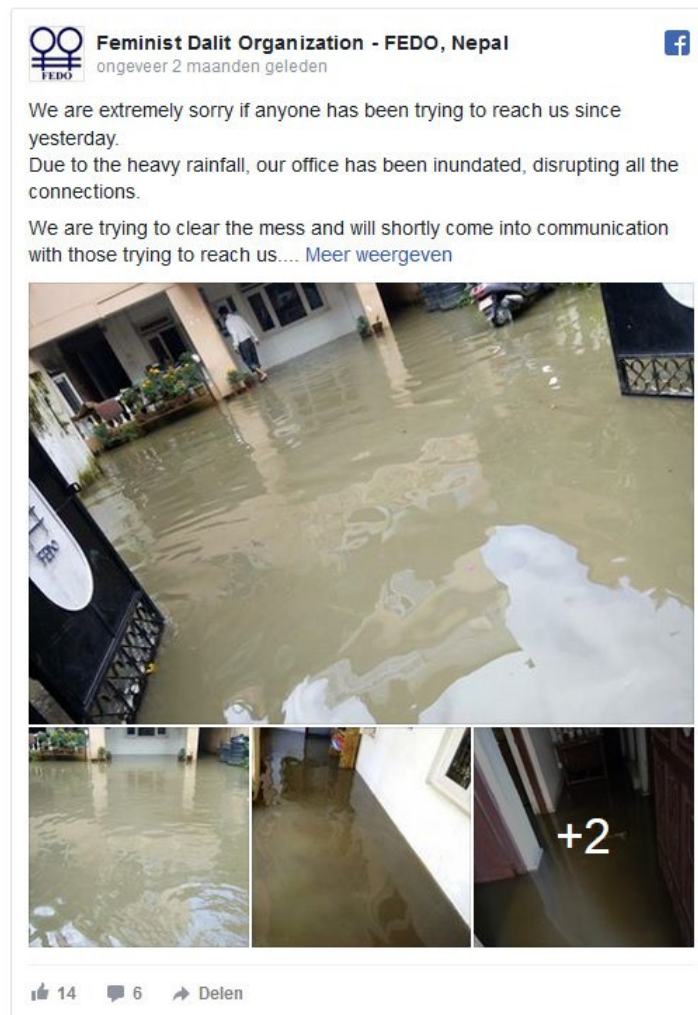 Feminist Dalit Organization - FEDO, Nepal
ongeveer 2 maanden geleden
FEDO
We are extremely sorry if anyone has been trying to reach us since
yesterday.
Due to the heavy rainfall, our office has been inundated, disrupting all the
connections.
We are trying to clear the mess and will shortly come into communication
with those trying to reach us.... Meer weergeven
FEDO
+2
14 6 Delen